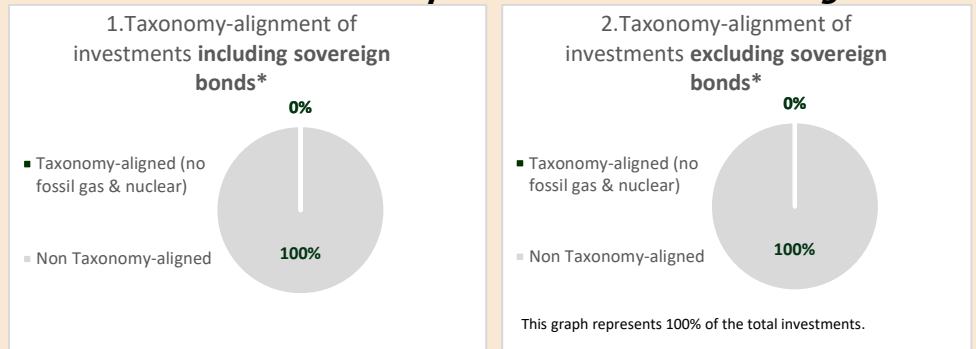 1.Taxonomy-alignment of
investments including sovereign
bonds*
0%
Taxonomy-aligned (no
fossil gas & nuclear)
Non Taxonomy-aligned
100%
2.Taxonomy-alignment of
investments excluding sovereign
bonds*
0%
Taxonomy-aligned (no
fossil gas & nuclear)
Non Taxonomy-aligned
100%
This graph represents 100% of the total investments.